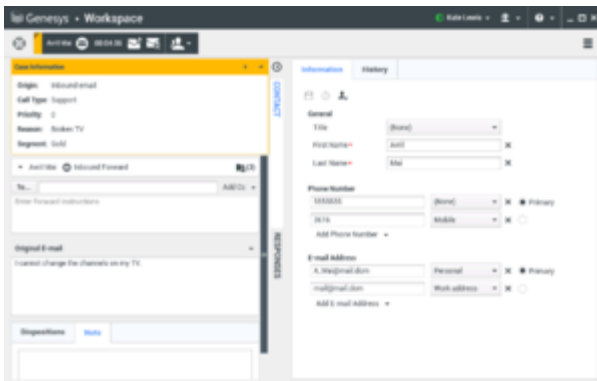 Genesys • Workspace
Kate Lewis
Avril Mai 00:04:36
Case Information
Origin: Inbound email
Call Type: Support
Priority: 0
Reason: Broken TV
Segment: Gold
Avril Mai Inbound Forward
To... Add Cc
Enter Forward instructions
Original E-mail
I cannot change the channels on my TV.
Dispositions Note
CONTACT
RESPONSES
Information History
General
Title (None)
First Name* Avril
Last Name* Mai
Phone Number
5555555 (None) Primary
Mobile
Add Phone Number
E-mail Address
A_Mai@mail.dom Personal Primary
mail@mail.dom Work address
Add E-mail Address